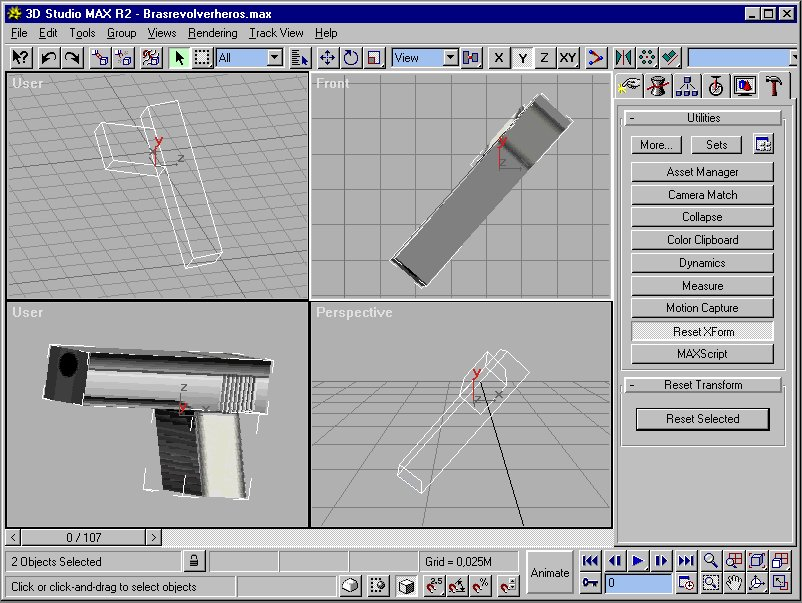 3D Studio MAX R2 - Brasrevolverheros.max
File Edit Tools Group Views Rendering Track View Help
All View X Y Z XY
User
Front
y
x z
y
z
Utilities
More... Sets
Asset Manager
Camera Match
Collapse
Color Clipboard
Dynamics
Measure
Motion Capture
Reset XForm
MAXScript
Reset Transform
Reset Selected
User
Perspective
z
x
y
z x
< 0 / 107 >
2 Objects Selected
Grid = 0,025M
Animate
Click or click-and-drag to select objects
2.5 %
0